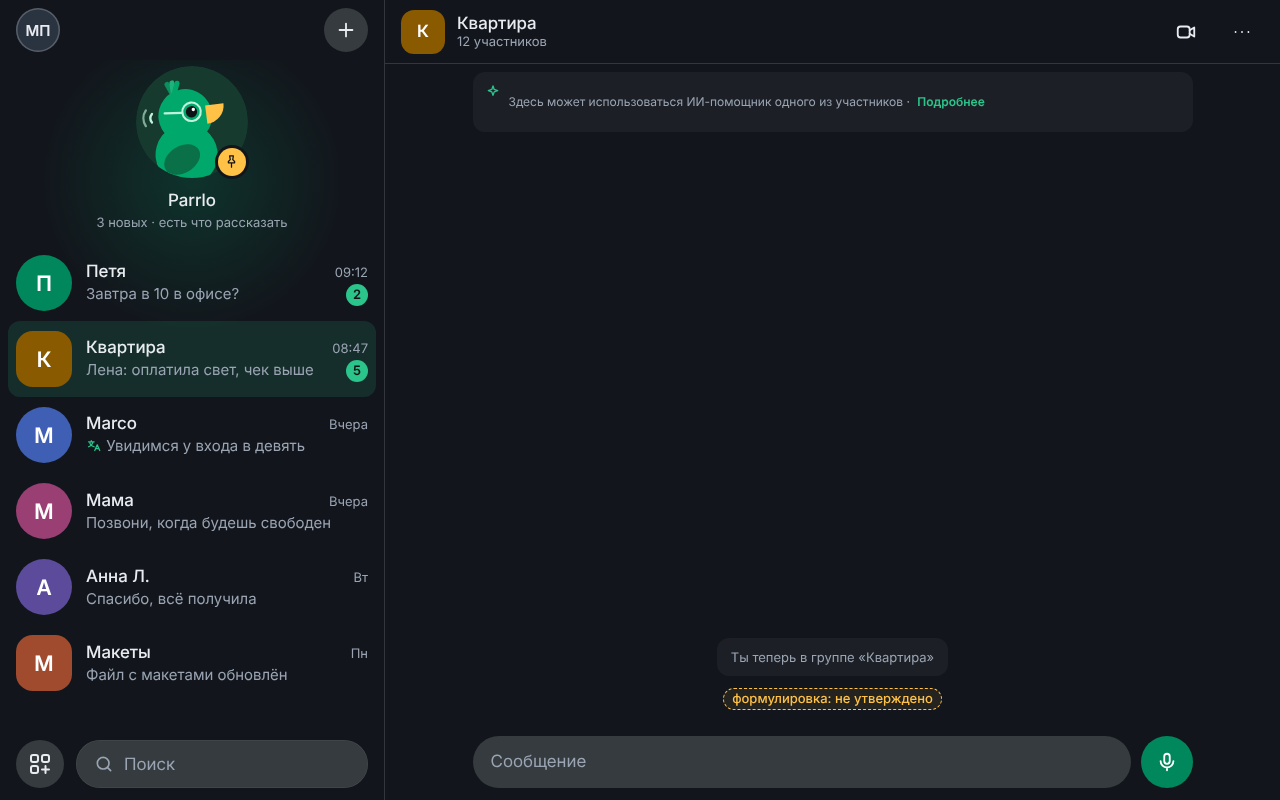 МП
Parrlo
3 новых · есть что рассказать
П
Петя
09:12
Завтра в 10 в офисе?
2
К
Квартира
08:47
Лена: оплатила свет, чек выше
5
M
Marco
Вчера
Увидимся у входа в девять
М
Мама
Вчера
Позвони, когда будешь свободен
А
Анна Л.
Вт
Спасибо, всё получила
М
Макеты
Пн
Файл с макетами обновлён
Поиск
К
Квартира
12 участников
Здесь может использоваться ИИ-помощник одного из участников · Подробнее
Ты теперь в группе «Квартира»
формулировка: не утверждено
Сообщение